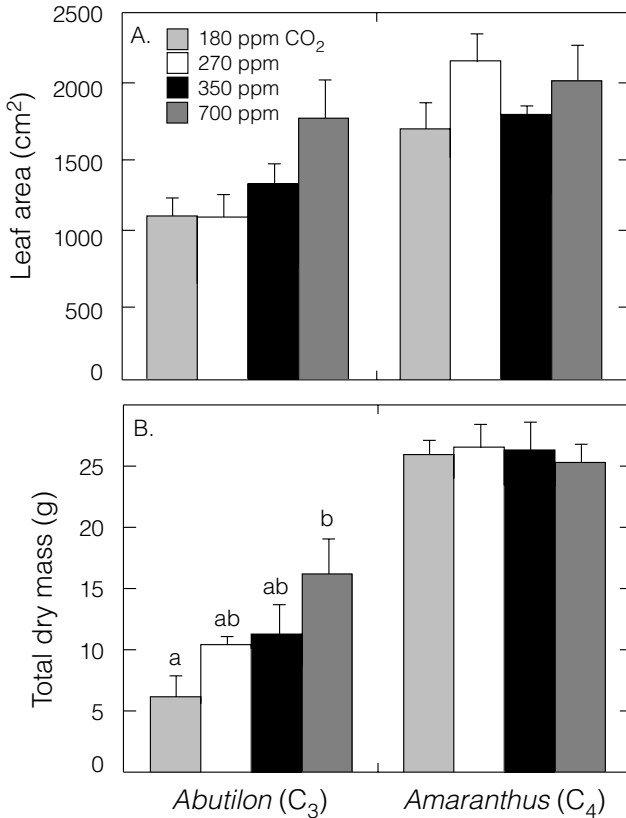 A.
180 ppm CO₂
270 ppm
350 ppm
700 ppm
2500
2000
1500
1000
500
0
Leaf area (cm²)
B.
25
20
15
10
5
0
Total dry mass (g)
a
ab
ab
b
Abutilon (C₃)
Amaranthus (C₄)